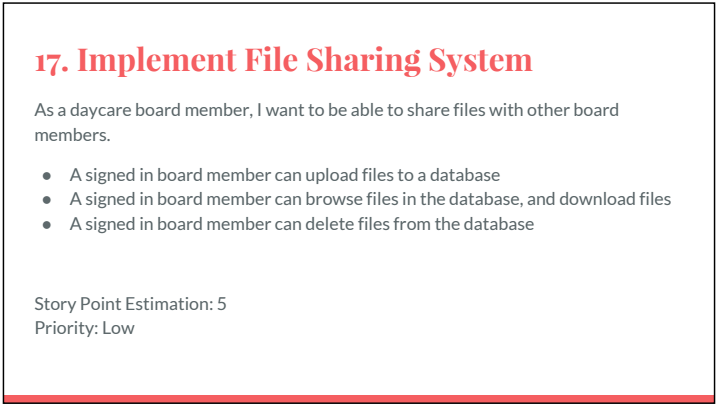 17. Implement File Sharing System
As a daycare board member, I want to be able to share files with other board
members.
● A signed in board member can upload files to a database
● A signed in board member can browse files in the database, and download files
● A signed in board member can delete files from the database
Story Point Estimation: 5
Priority: Low